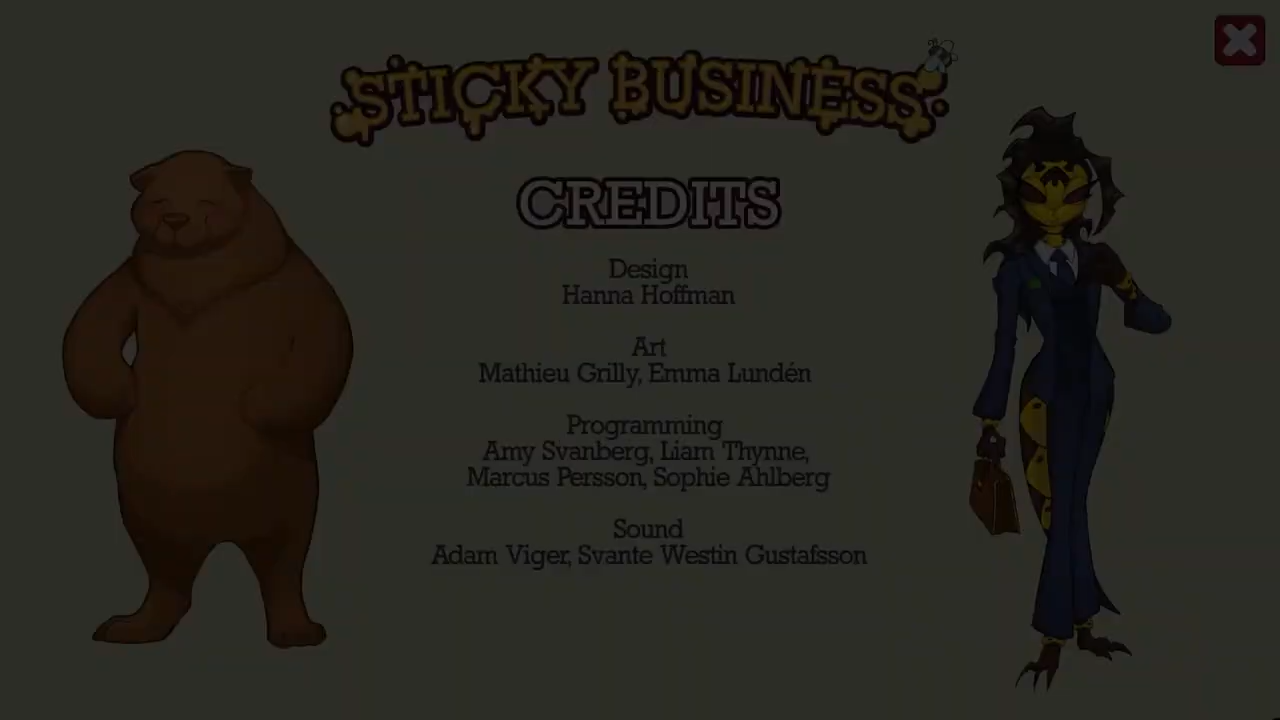 STICKY BUSINESS
CREDITS
Design
Hanna Hoffman
Art
Mathieu Grilly, Emma Lundén
Programming
Amy Svanberg, Liam Thynne,
Marcus Persson, Sophie Ahlberg
Sound
Adam Viger, Svante Westin Gustafsson